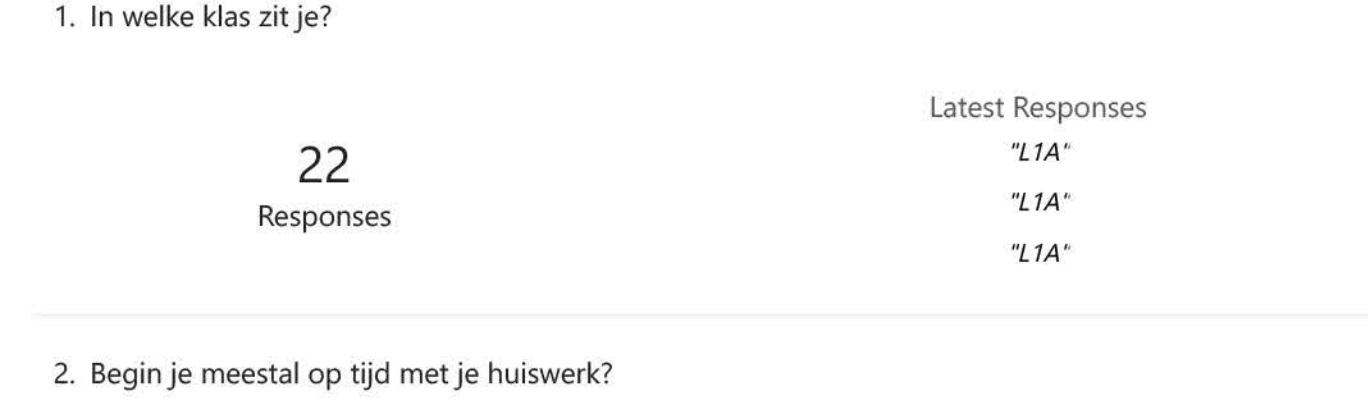 1. In welke klas zit je?
Latest Responses
22
"L1A"
"L1A"
Responses
"L1A"
2. Begin je meestal op tijd met je huiswerk?